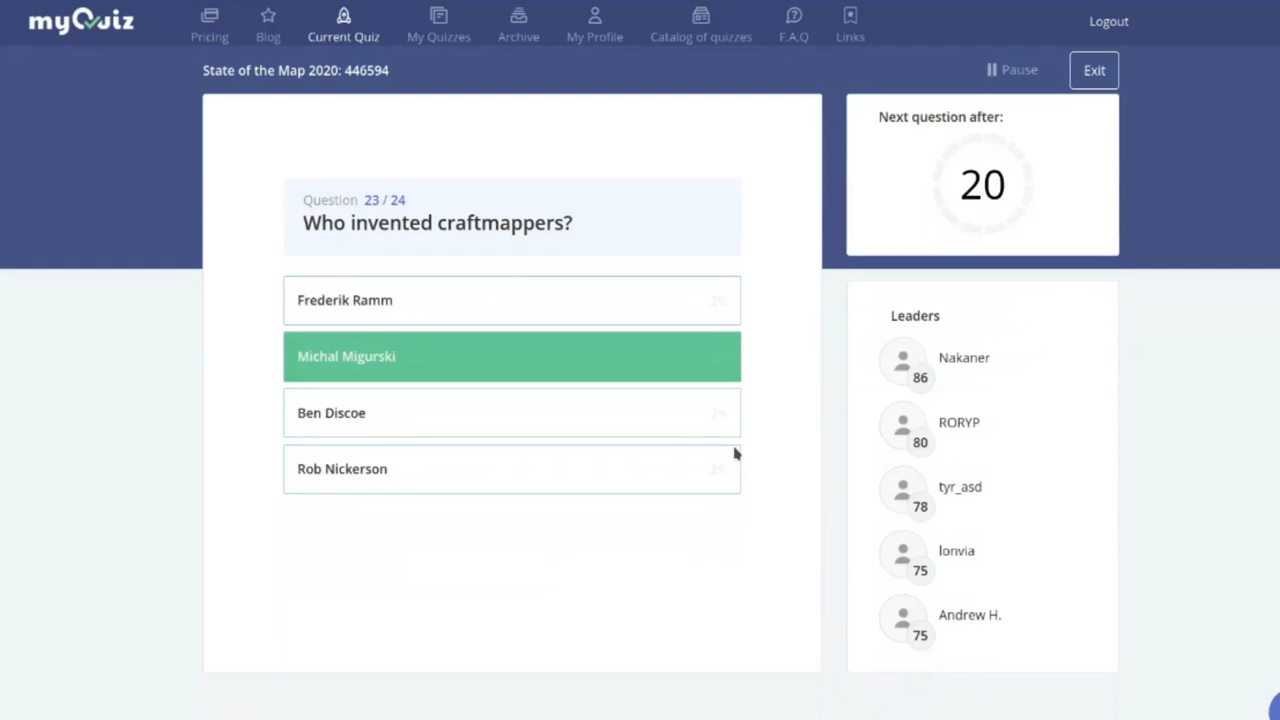 myQuiz
Pricing
Blog
Current Quiz
My Quizzes
Archive
My Profile
Catalog of quizzes
F.A.Q
Links
Logout
State of the Map 2020: 446594
Pause
Exit
Question 23 / 24
Who invented craftmappers?
Frederik Ramm
Michal Migurski
Ben Discoe
Rob Nickerson
Next question after:
20
Leaders
Nakaner
86
RORYP
80
tyr_asd
78
lonvia
75
Andrew H.
75